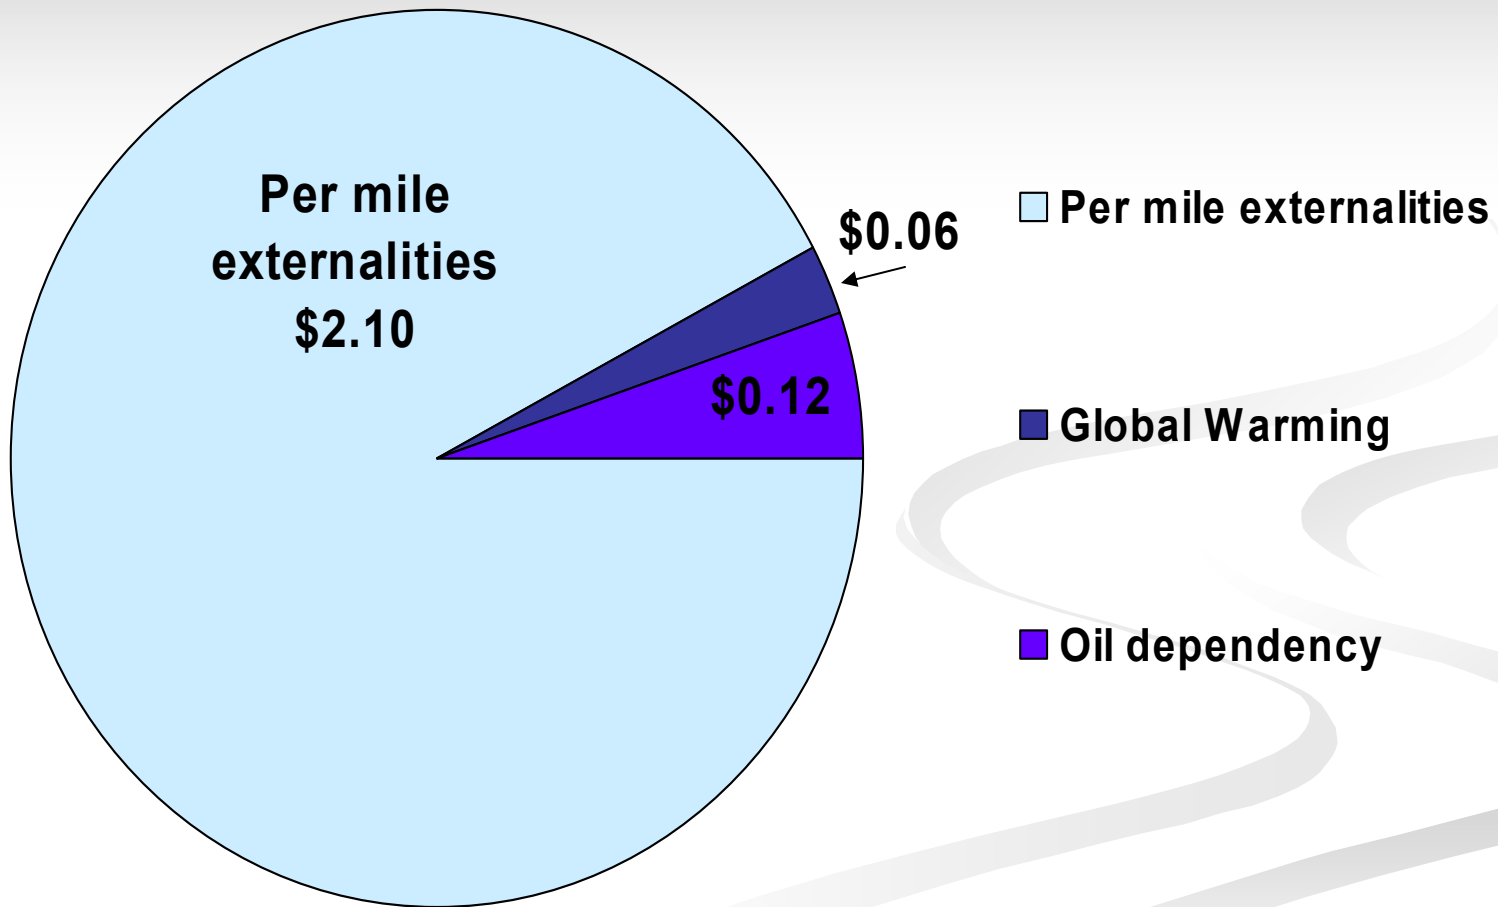 Per mile
externalities
$2.10
$0.06
$0.12
Per mile externalities
Global Warming
Oil dependency